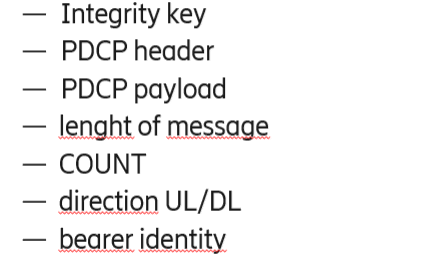 — Integrity key
— PDCP header
— PDCP payload
— lenght of message
— COUNT
— direction UL/DL
— bearer identity